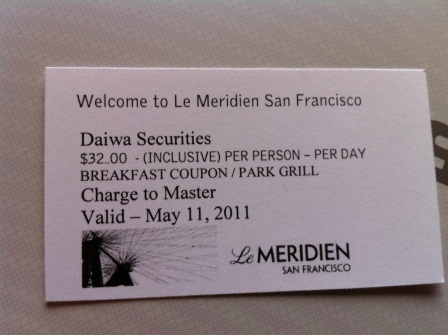 Welcome to Le Meridien San Francisco
Daiwa Securities
$32..00 - (INCLUSIVE) PER PERSON – PER DAY
BREAKFAST COUPON / PARK GRILL
Charge to Master
Valid – May 11, 2011
Le MERIDIEN
SAN FRANCISCO